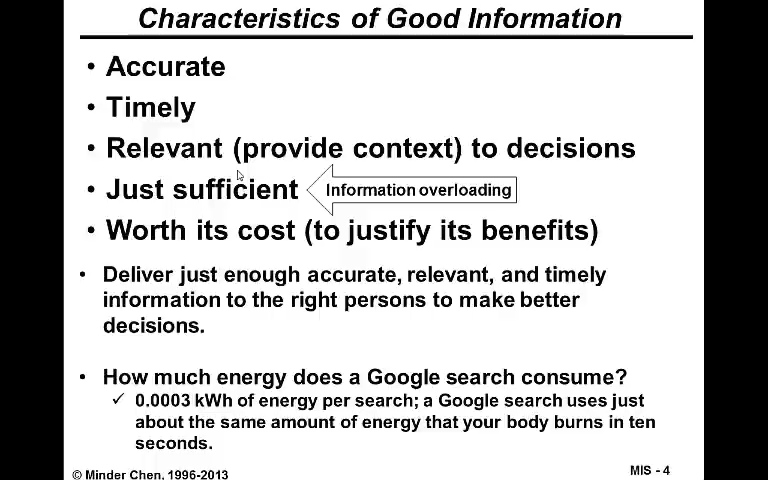 Characteristics of Good Information
• Accurate
• Timely
• Relevant (provide context) to decisions
• Just sufficient
Information overloading
• Worth its cost (to justify its benefits)
• Deliver just enough accurate, relevant, and timely
information to the right persons to make better
decisions.
• How much energy does a Google search consume?
✓ 0.0003 kWh of energy per search; a Google search uses just
about the same amount of energy that your body burns in ten
seconds.
© Minder Chen, 1996-2013
MIS - 4